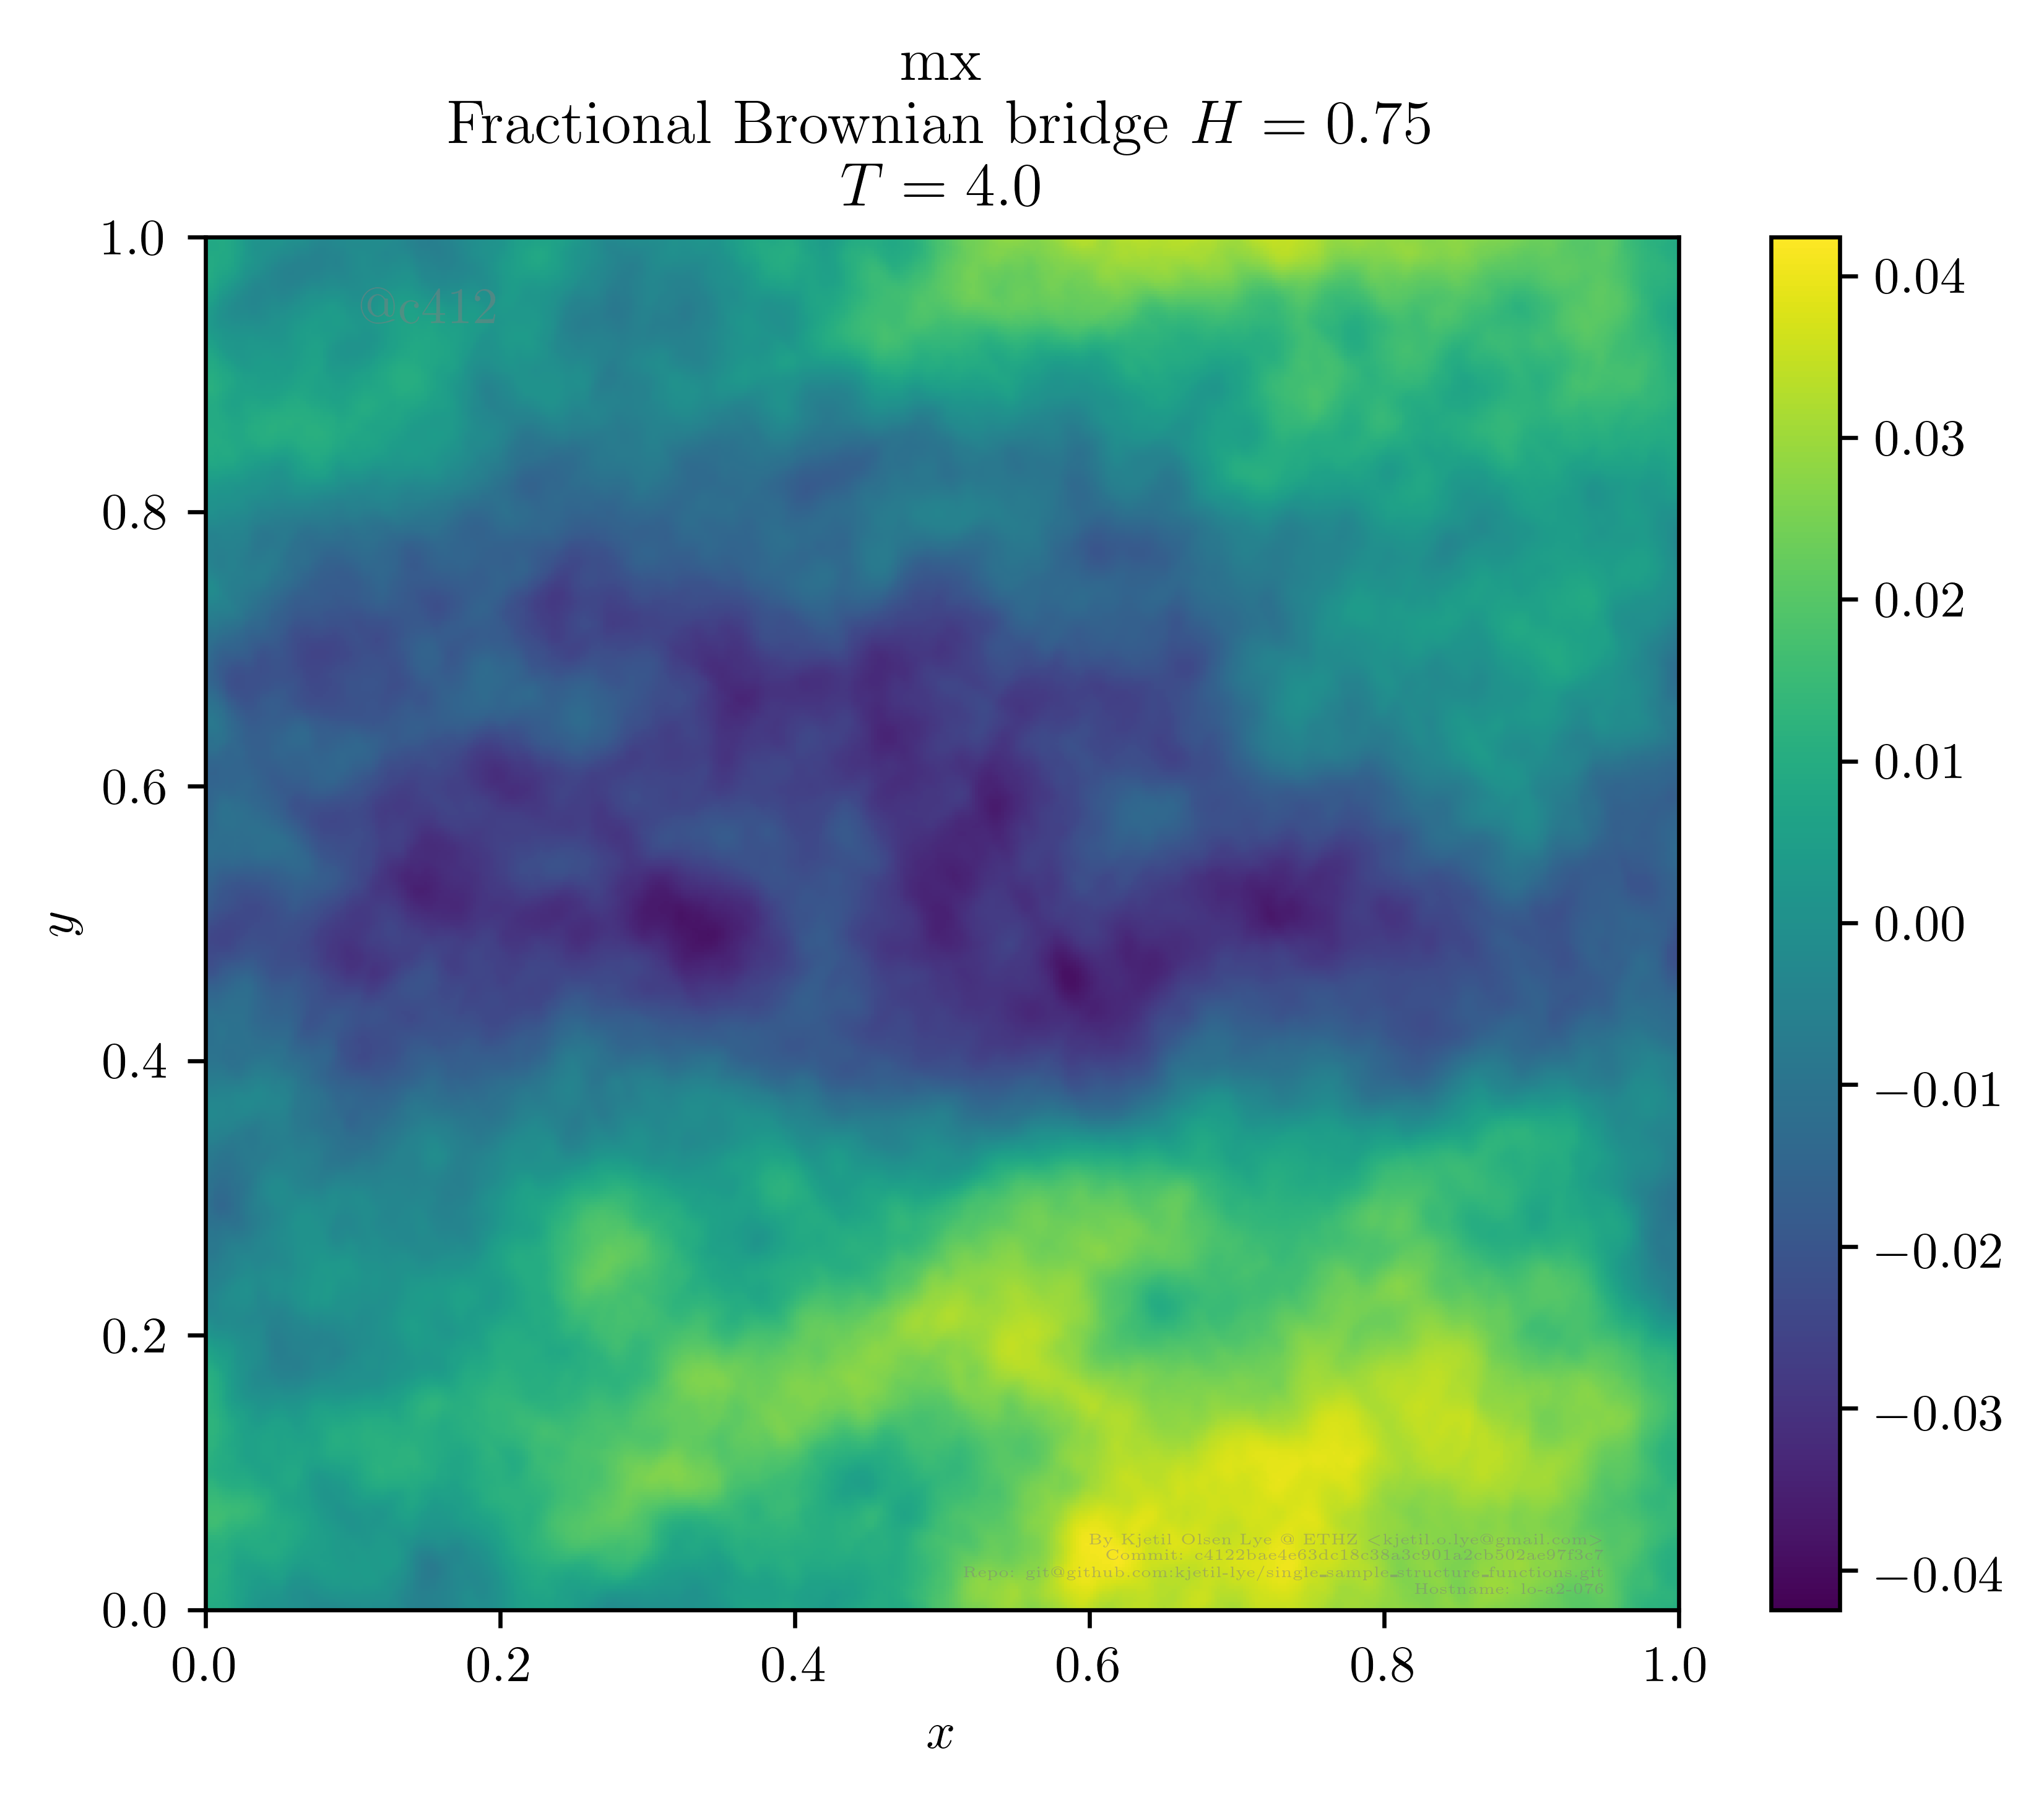 mx
Fractional Brownian bridge H = 0.75
T = 4.0
1.0
0.8
0.6
0.4
0.2
0.0
y
@c412
By Kjetil Olsen Lye @ ETHZ <kjetil.o.lye@gmail.com>
Commit: c4122bae4e63dc18c38a3c901a2cb502ae97f3c7
Repo: git@github.com:kjetil-lye/single_sample_structure_functions.git
Hostname: lo-a2-076
0.0 0.2 0.4 0.6 0.8 1.0
x
0.04
0.03
0.02
0.01
0.00
−0.01
−0.02
−0.03
−0.04